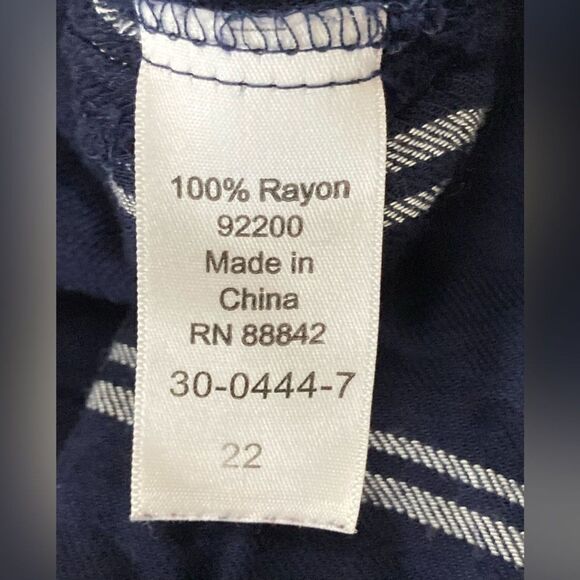 100% Rayon
92200
Made in
China
RN 88842
30-0444-7
22